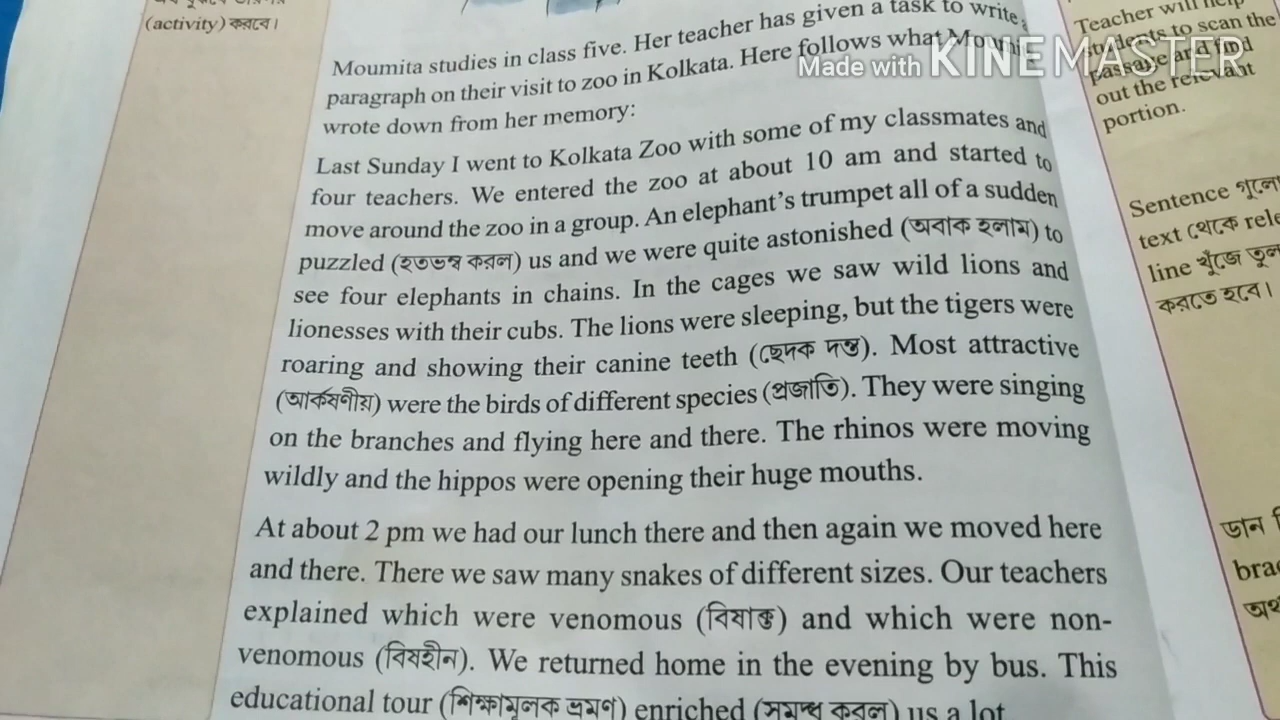 (activity) করবে।
Moumita studies in class five. Her teacher has given a task to write a
paragraph on their visit to zoo in Kolkata. Here follows what Moumita
wrote down from her memory:
Last Sunday I went to Kolkata Zoo with some of my classmates and
four teachers. We entered the zoo at about 10 am and started to
move around the zoo in a group. An elephant's trumpet all of a sudden
puzzled (হতভম্ব করল) us and we were quite astonished (অবাক হলাম) to
see four elephants in chains. In the cages we saw wild lions and
lionesses with their cubs. The lions were sleeping, but the tigers were
roaring and showing their canine teeth (ছেদক দন্ত). Most attractive
(আর্কষণীয়) were the birds of different species (প্রজাতি). They were singing
on the branches and flying here and there. The rhinos were moving
wildly and the hippos were opening their huge mouths.
At about 2 pm we had our lunch there and then again we moved here
and there. There we saw many snakes of different sizes. Our teachers
explained which were venomous (বিষাক্ত) and which were non-
venomous (বিষহীন). We returned home in the evening by bus. This
educational tour (শিক্ষামূলক ভ্রমণ) enriched (সমৃদ্ধ করল) us a lot.
Made with KINEMASTER
Teacher will help
students to scan the
passage and find
out the relevant
portion.
Sentence গুলো
text থেকে rele
line খুঁজে তুল
করতে হবে।
ডান
brac